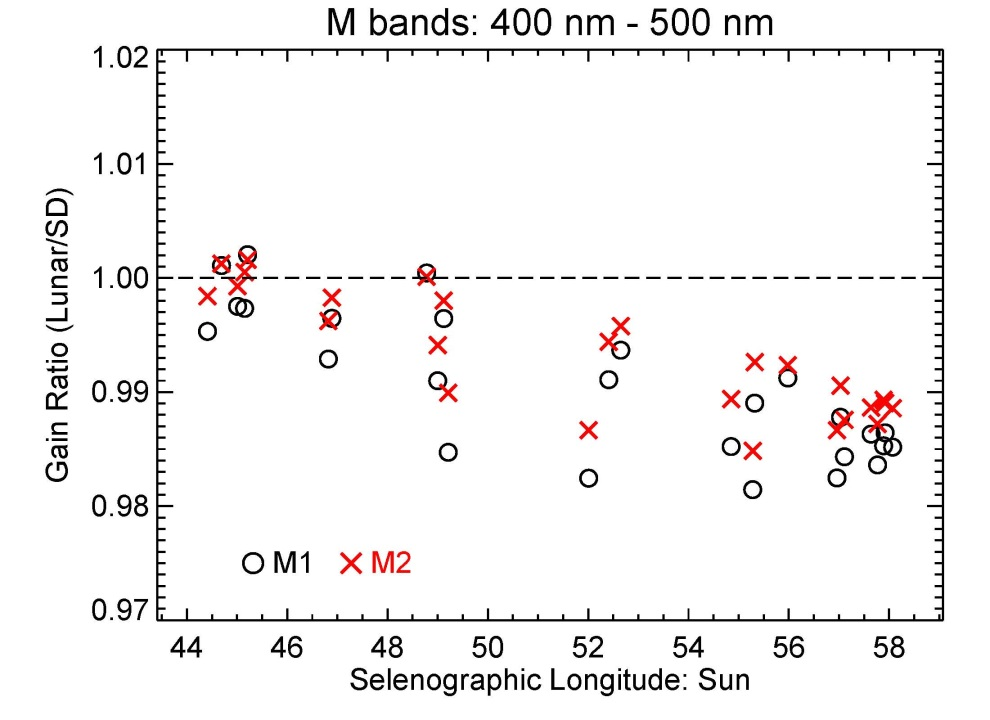 M bands: 400 nm - 500 nm
1.02
1.01
1.00
0.99
0.98
0.97
Gain Ratio (Lunar/SD)
M1 M2
44 46 48 50 52 54 56 58
Selenographic Longitude: Sun